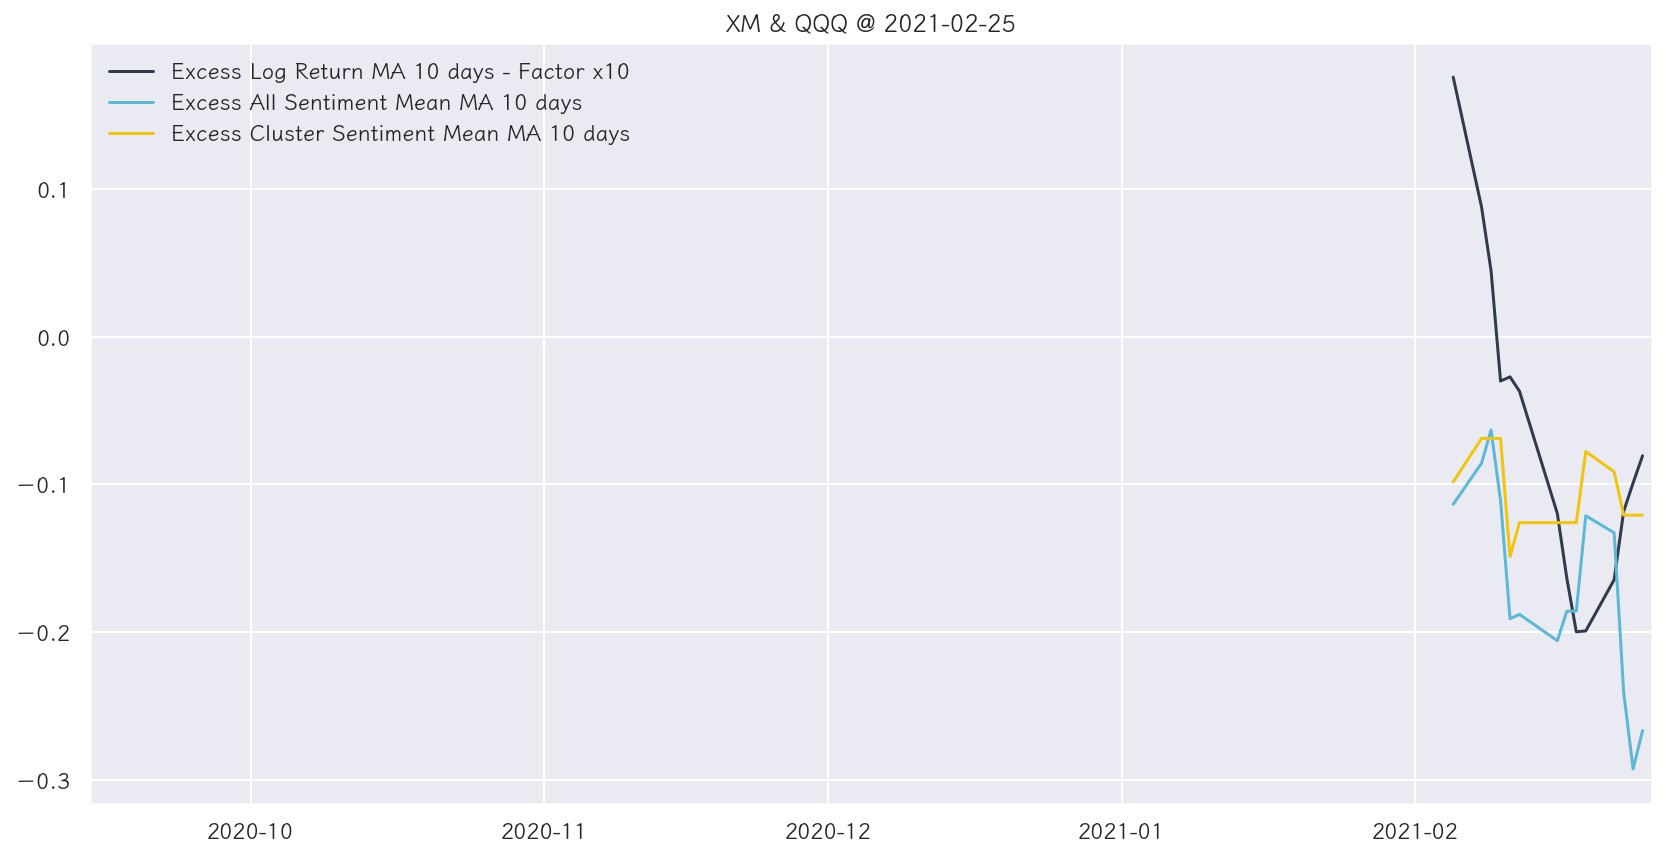 XM & QQQ @ 2021-02-25
Excess Log Return MA 10 days - Factor x10
Excess All Sentiment Mean MA 10 days
Excess Cluster Sentiment Mean MA 10 days
0.1
0.0
−0.1
−0.2
−0.3
2020-10 2020-11 2020-12 2021-01 2021-02